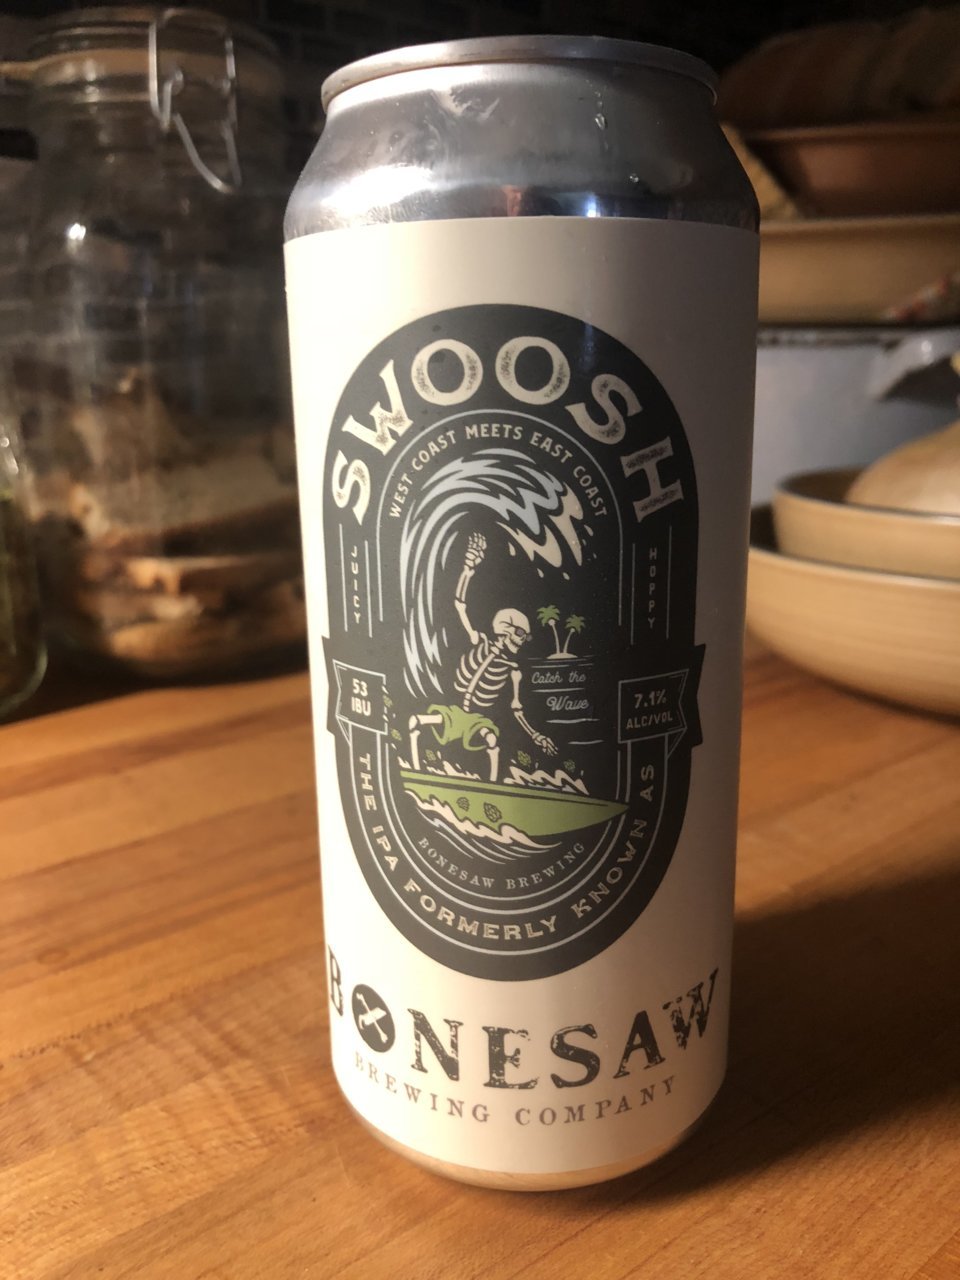 SWOOSH
WEST COAST MEETS EAST COAST
JUICY
HOPPY
Catch the
Wave
53
IBU
7.1%
ALC/VOL
BONESAW BREWING
THE IPA FORMERLY KNOWN AS
BONESAW
BREWING COMPANY